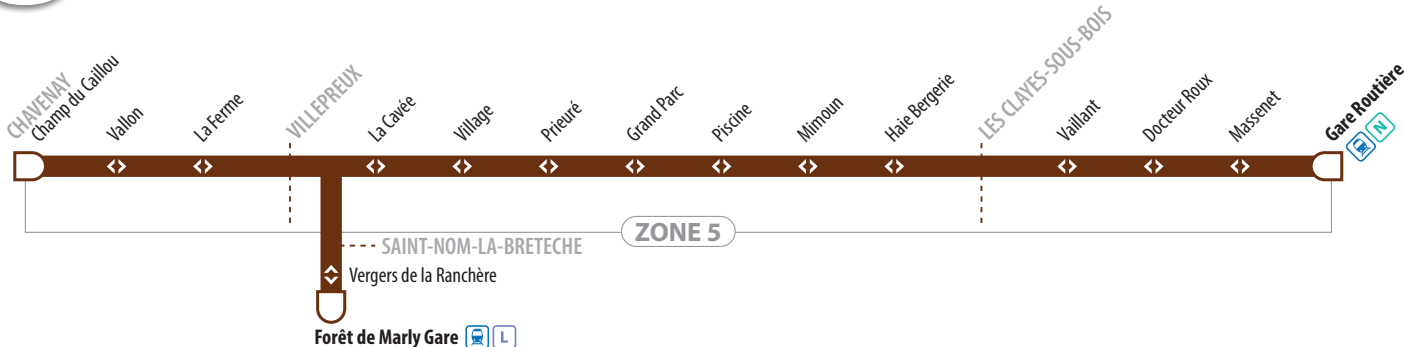 CHAVENAY
Champ du Caillou
Vallon
La Ferme
VILLEPREUX
La Cavée
Village
Prieuré
Grand Parc
Piscine
Mimoun
Haie Bergerie
LES CLAYES-SOUS-BOIS
Vaillant
Docteur Roux
Massenet
Gare Routière
N
ZONE 5
SAINT-NOM-LA-BRETECHE
Vergers de la Ranchère
Forêt de Marly Gare L